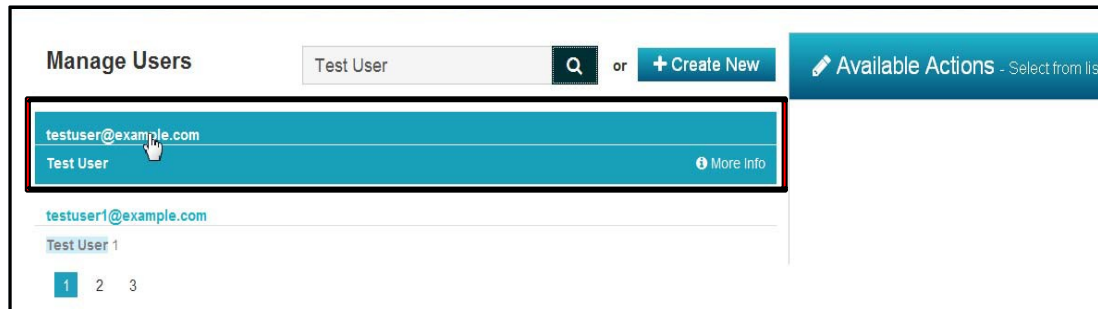 Manage Users
Test User
or
Create New
Available Actions - Select from lis
testuser@example.com
Test User
More Info
testuser1@example.com
Test User 1
1 2 3